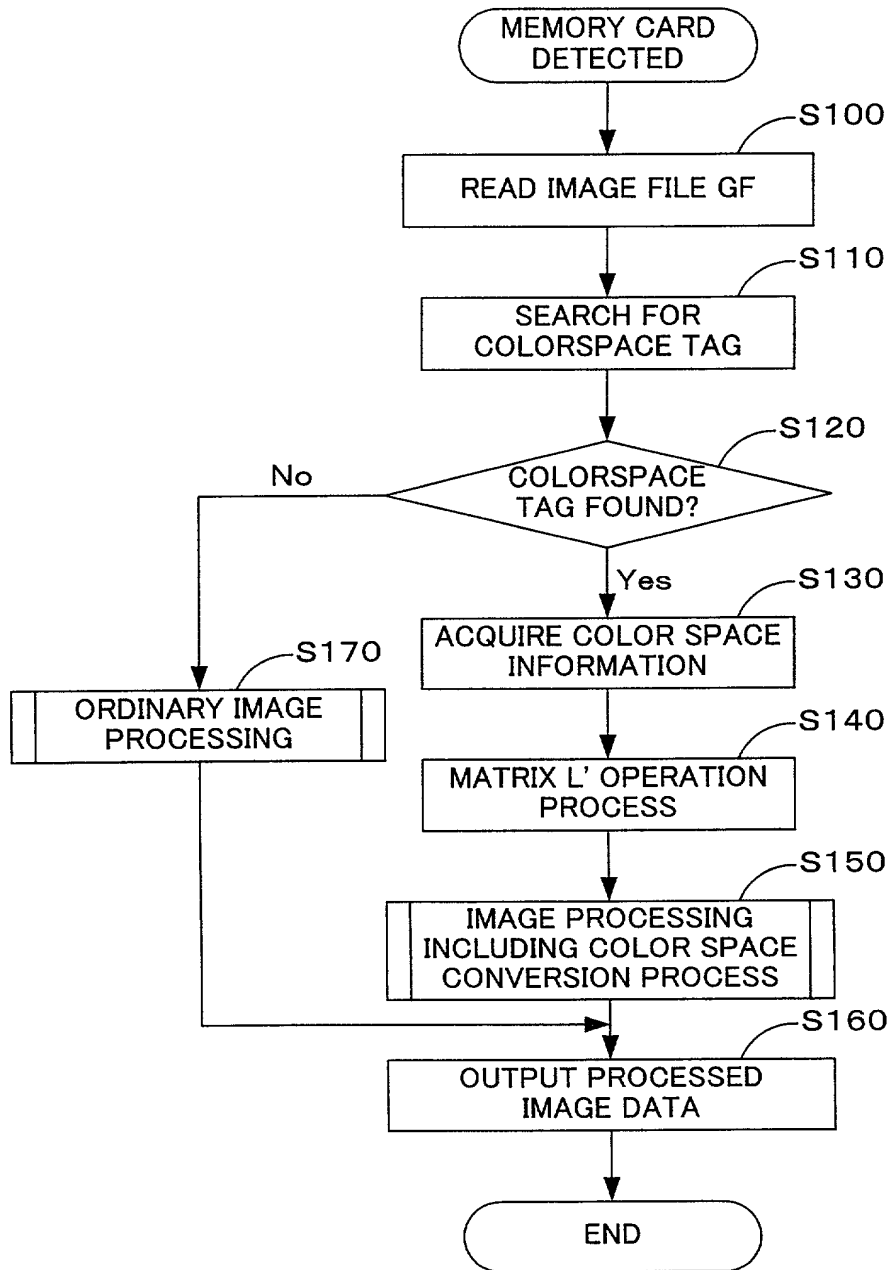 MEMORY CARD
DETECTED
S100
READ IMAGE FILE GF
S110
SEARCH FOR
COLORSPACE TAG
S120
No
COLORSPACE
TAG FOUND?
Yes
S130
ACQUIRE COLOR SPACE
INFORMATION
S170
ORDINARY IMAGE
PROCESSING
S140
MATRIX L' OPERATION
PROCESS
S150
IMAGE PROCESSING
INCLUDING COLOR SPACE
CONVERSION PROCESS
S160
OUTPUT PROCESSED
IMAGE DATA
END